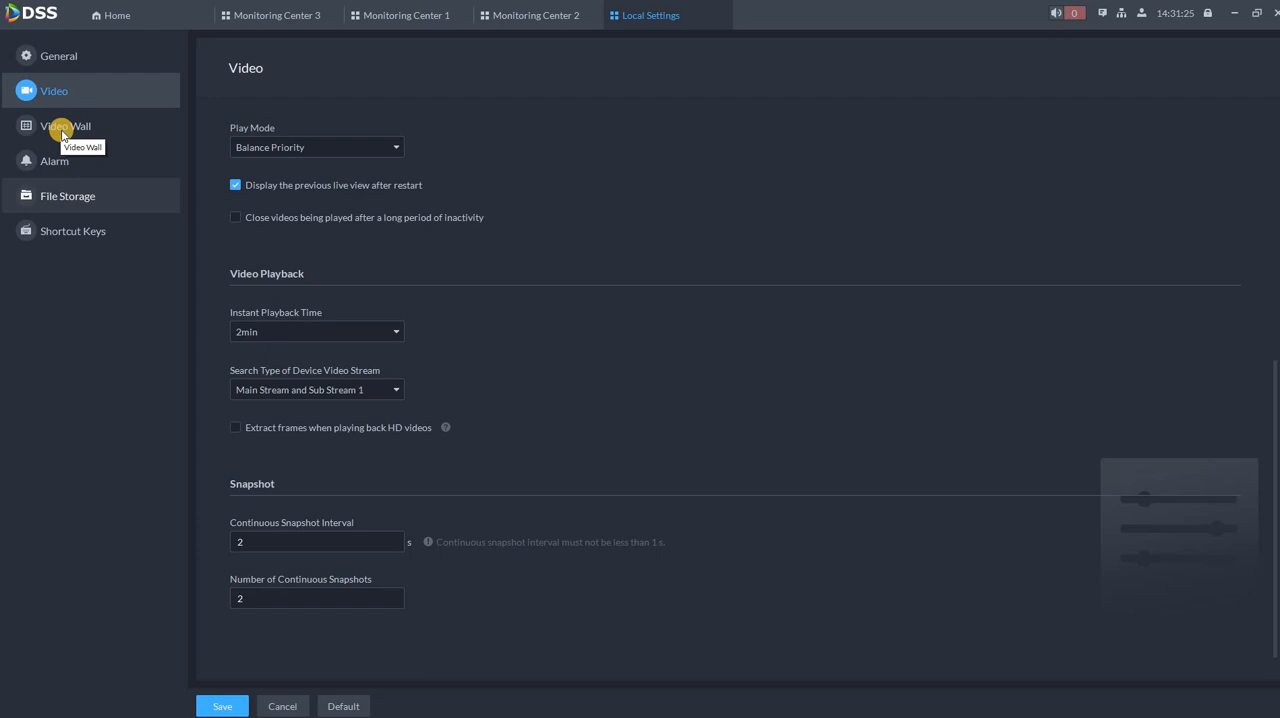 DSS
Home
Monitoring Center 3
Monitoring Center 1
Monitoring Center 2
Local Settings
0
14:31:25
General
Video
Video Wall
Video Wall
Alarm
File Storage
Shortcut Keys
Video
Play Mode
Balance Priority
Display the previous live view after restart
Close videos being played after a long period of inactivity
Video Playback
Instant Playback Time
2min
Search Type of Device Video Stream
Main Stream and Sub Stream 1
Extract frames when playing back HD videos
Snapshot
Continuous Snapshot Interval
2 s Continuous snapshot interval must not be less than 1 s.
Number of Continuous Snapshots
2
Save
Cancel
Default